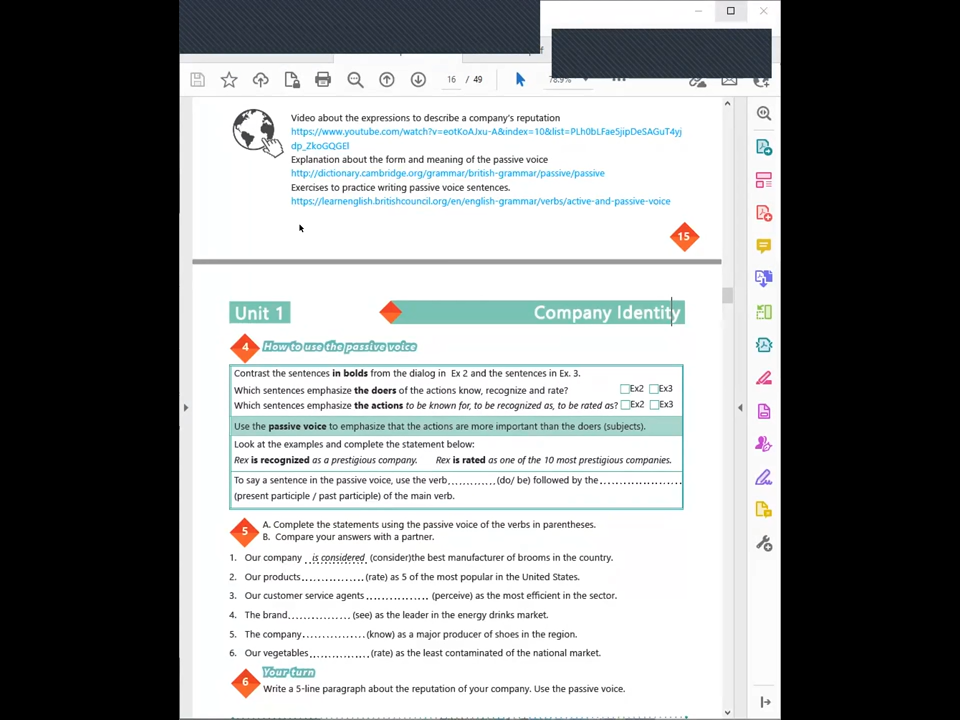 16 / 49
78.9%
Video about the expressions to describe a company's reputation
https://www.youtube.com/watch?v=eotKoAJxu-A&index=10&list=PLh0bLFae5jipDeSAGuT4yj
dp_ZkoGQGEl
Explanation about the form and meaning of the passive voice
http://dictionary.cambridge.org/grammar/british-grammar/passive/passive
Exercises to practice writing passive voice sentences.
https://learnenglish.britishcouncil.org/en/english-grammar/verbs/active-and-passive-voice
15
Unit 1 Company Identity
4 How to use the passive voice
Contrast the sentences in bolds from the dialog in Ex 2 and the sentences in Ex. 3.
Which sentences emphasize the doers of the actions know, recognize and rate? Ex2 Ex3
Which sentences emphasize the actions to be known for, to be recognized as, to be rated as? Ex2 Ex3
Use the passive voice to emphasize that the actions are more important than the doers (subjects).
Look at the examples and complete the statement below:
Rex is recognized as a prestigious company. Rex is rated as one of the 10 most prestigious companies.
To say a sentence in the passive voice, use the verb............(do/ be) followed by the.....................
(present participle / past participle) of the main verb.
5 A. Complete the statements using the passive voice of the verbs in parentheses.
B. Compare your answers with a partner.
1. Our company is considered (consider)the best manufacturer of brooms in the country.
2. Our products................(rate) as 5 of the most popular in the United States.
3. Our customer service agents ................ (perceive) as the most efficient in the sector.
4. The brand................ (see) as the leader in the energy drinks market.
5. The company................(know) as a major producer of shoes in the region.
6. Our vegetables...............(rate) as the least contaminated of the national market.
6 Your turn
Write a 5-line paragraph about the reputation of your company. Use the passive voice.